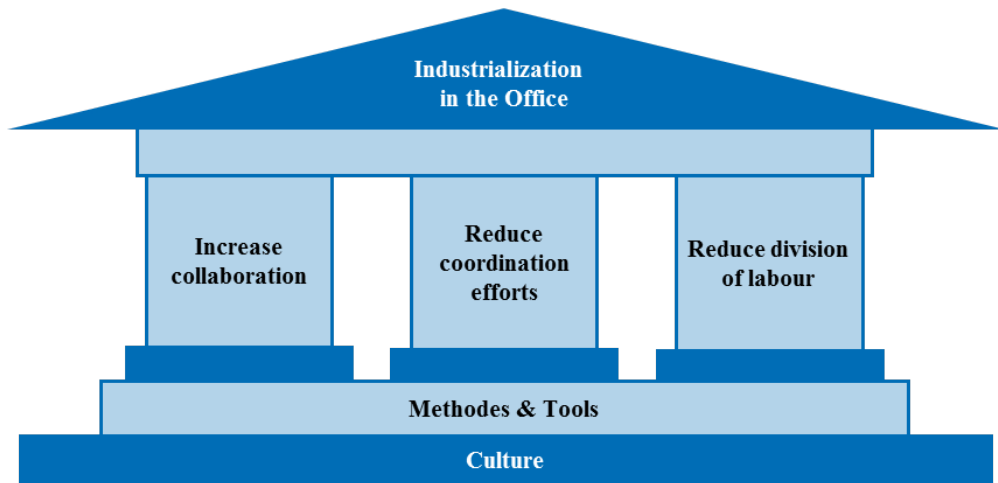 Industrialization
in the Office
Increase
collaboration
Reduce
coordination
efforts
Reduce division
of labour
Methodes & Tools
Culture